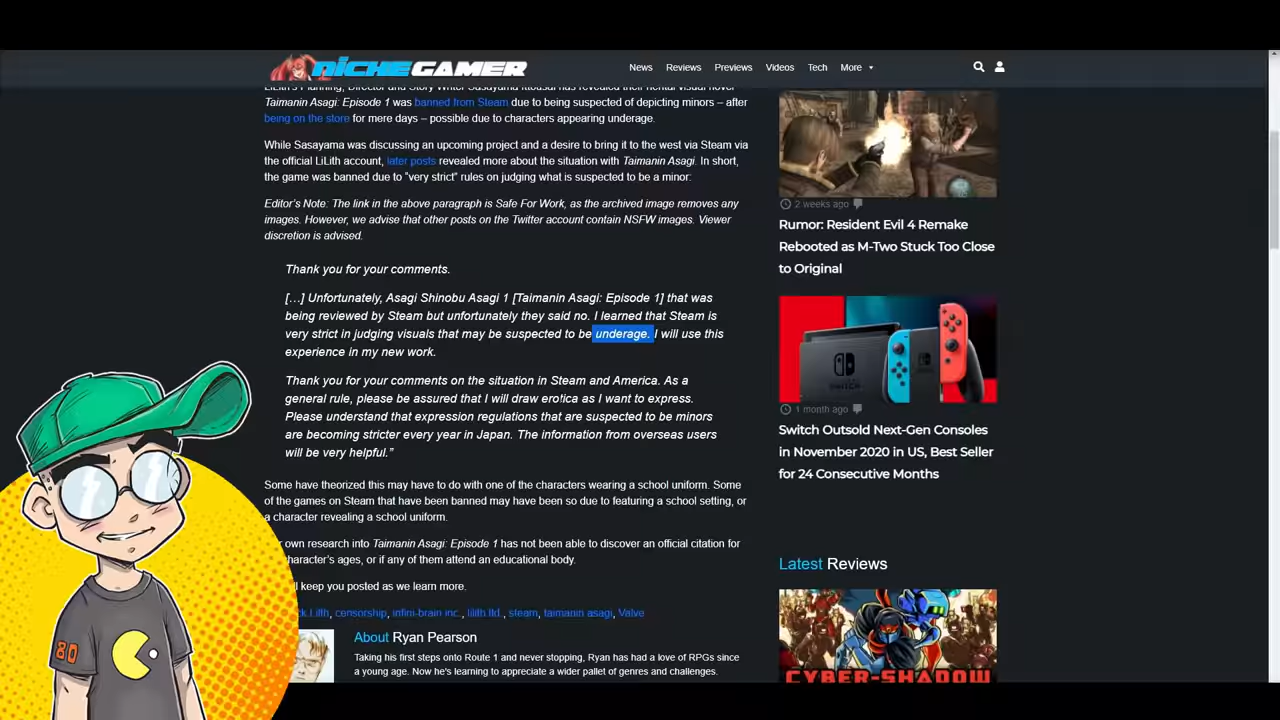 NICHEGAMER
News Reviews Previews Videos Tech More
LiLith's Planning, Director and Story Writer Sasayama Ittousai has revealed their hentai visual novel
Taimanin Asagi: Episode 1 was banned from Steam due to being suspected of depicting minors – after
being on the store for mere days – possible due to characters appearing underage.
While Sasayama was discussing an upcoming project and a desire to bring it to the west via Steam via
the official LiLith account, later posts revealed more about the situation with Taimanin Asagi. In short,
the game was banned due to "very strict" rules on judging what is suspected to be a minor:
Editor's Note: The link in the above paragraph is Safe For Work, as the archived image removes any
images. However, we advise that other posts on the Twitter account contain NSFW images. Viewer
discretion is advised.
Thank you for your comments.
[…] Unfortunately, Asagi Shinobu Asagi 1 [Taimanin Asagi: Episode 1] that was
being reviewed by Steam but unfortunately they said no. I learned that Steam is
very strict in judging visuals that may be suspected to be underage. I will use this
experience in my new work.
Thank you for your comments on the situation in Steam and America. As a
general rule, please be assured that I will draw erotica as I want to express.
Please understand that expression regulations that are suspected to be minors
are becoming stricter every year in Japan. The information from overseas users
will be very helpful."
Some have theorized this may have to do with one of the characters wearing a school uniform. Some
of the games on Steam that have been banned may have been so due to featuring a school setting, or
a character revealing a school uniform.
own research into Taimanin Asagi: Episode 1 has not been able to discover an official citation for
character's ages, or if any of them attend an educational body.
keep you posted as we learn more.
Lilith, censorship, infini-brain inc., lilith ltd., steam, taimanin asagi, Valve
About Ryan Pearson
Taking his first steps onto Route 1 and never stopping, Ryan has had a love of RPGs since
a young age. Now he's learning to appreciate a wider pallet of genres and challenges.
2 weeks ago
Rumor: Resident Evil 4 Remake
Rebooted as M-Two Stuck Too Close
to Original
1 month ago
Switch Outsold Next-Gen Consoles
in November 2020 in US, Best Seller
for 24 Consecutive Months
Latest Reviews
CYBER-SHADOW
80